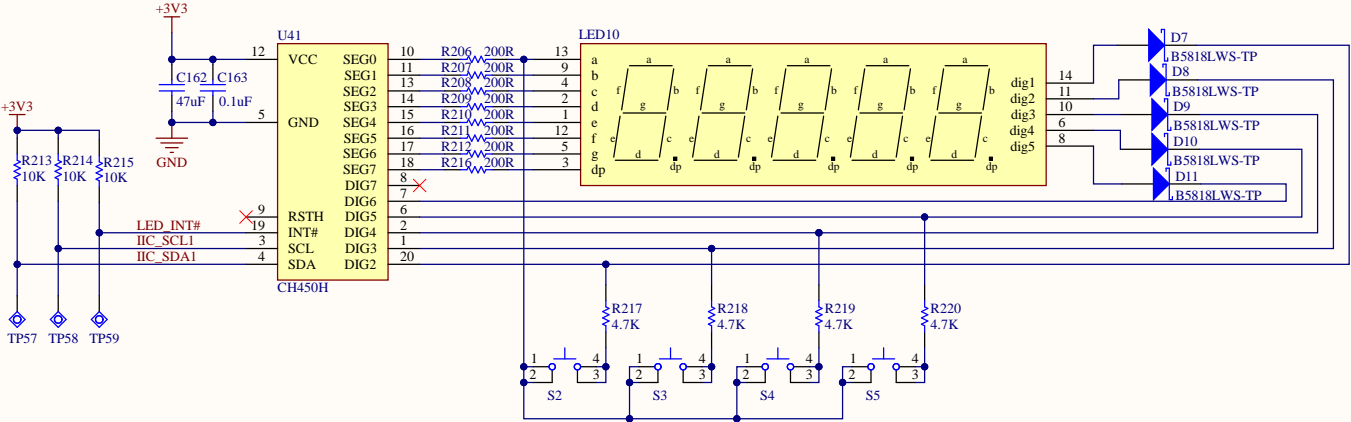 +3V3
U41
LED10
D7
B5818LWS-TP
D8
B5818LWS-TP
D9
B5818LWS-TP
D10
B5818LWS-TP
D11
B5818LWS-TP
12 VCC SEG0 10 R206 200R 13 a
SEG1 11 R207 200R 9 b
SEG2 13 R208 200R 4 c
SEG3 14 R209 200R 2 d
5 GND SEG4 15 R210 200R 1 e
SEG5 16 R211 200R 12 f
SEG6 17 R212 200R 5 g
SEG7 18 R216 200R 3 dp
DIG7 8
DIG6 7
9 RSTH DIG5 6
LED_INT# 19 INT# DIG4 2
IIC_SCL1 3 SCL DIG3 1
IIC_SDA1 4 SDA DIG2 20
CH450H
C162 C163
47uF 0.1uF
GND
+3V3
R213 R214 R215
10K 10K 10K
TP57 TP58 TP59
a a a a a
f b f b f b f b f b
g g g g g
e c e c e c e c e c
d d d d d
dp dp dp dp dp
dig1 14
dig2 11
dig3 10
dig4 6
dig5 8
R217 R218 R219 R220
4.7K 4.7K 4.7K 4.7K
1 4 1 4 1 4 1 4
2 3 2 3 2 3 2 3
S2 S3 S4 S5